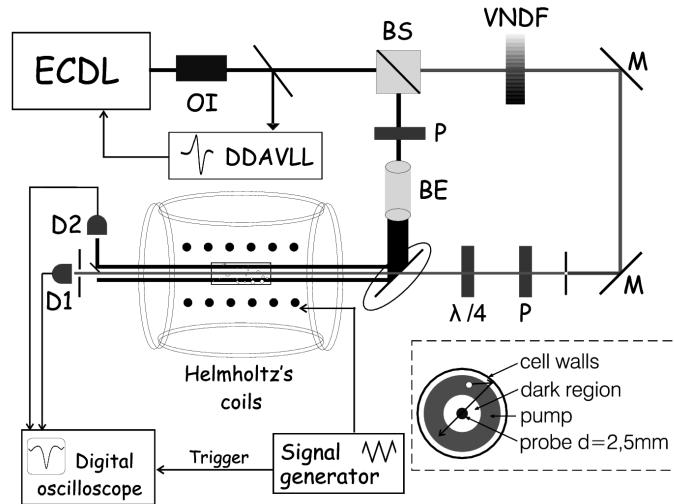 VNDF
BS
M
ECDL
OI
P
DDAVLL
BE
D2
D1
M
λ/4
P
Helmholtz's
coils
cell walls
dark region
pump
probe d=2,5mm
Digital
oscilloscope
Trigger
Signal
generator